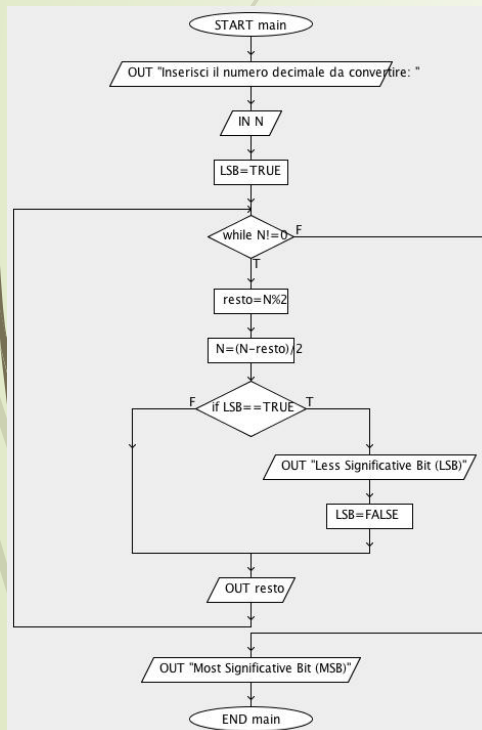 START main
OUT "Inserisci il numero decimale da convertire: "
IN N
LSB=TRUE
while N!=0
F
T
resto=N%2
N=(N-resto)/2
F
if LSB==TRUE
T
OUT "Less Significative Bit (LSB)"
LSB=FALSE
OUT resto
OUT "Most Significative Bit (MSB)"
END main